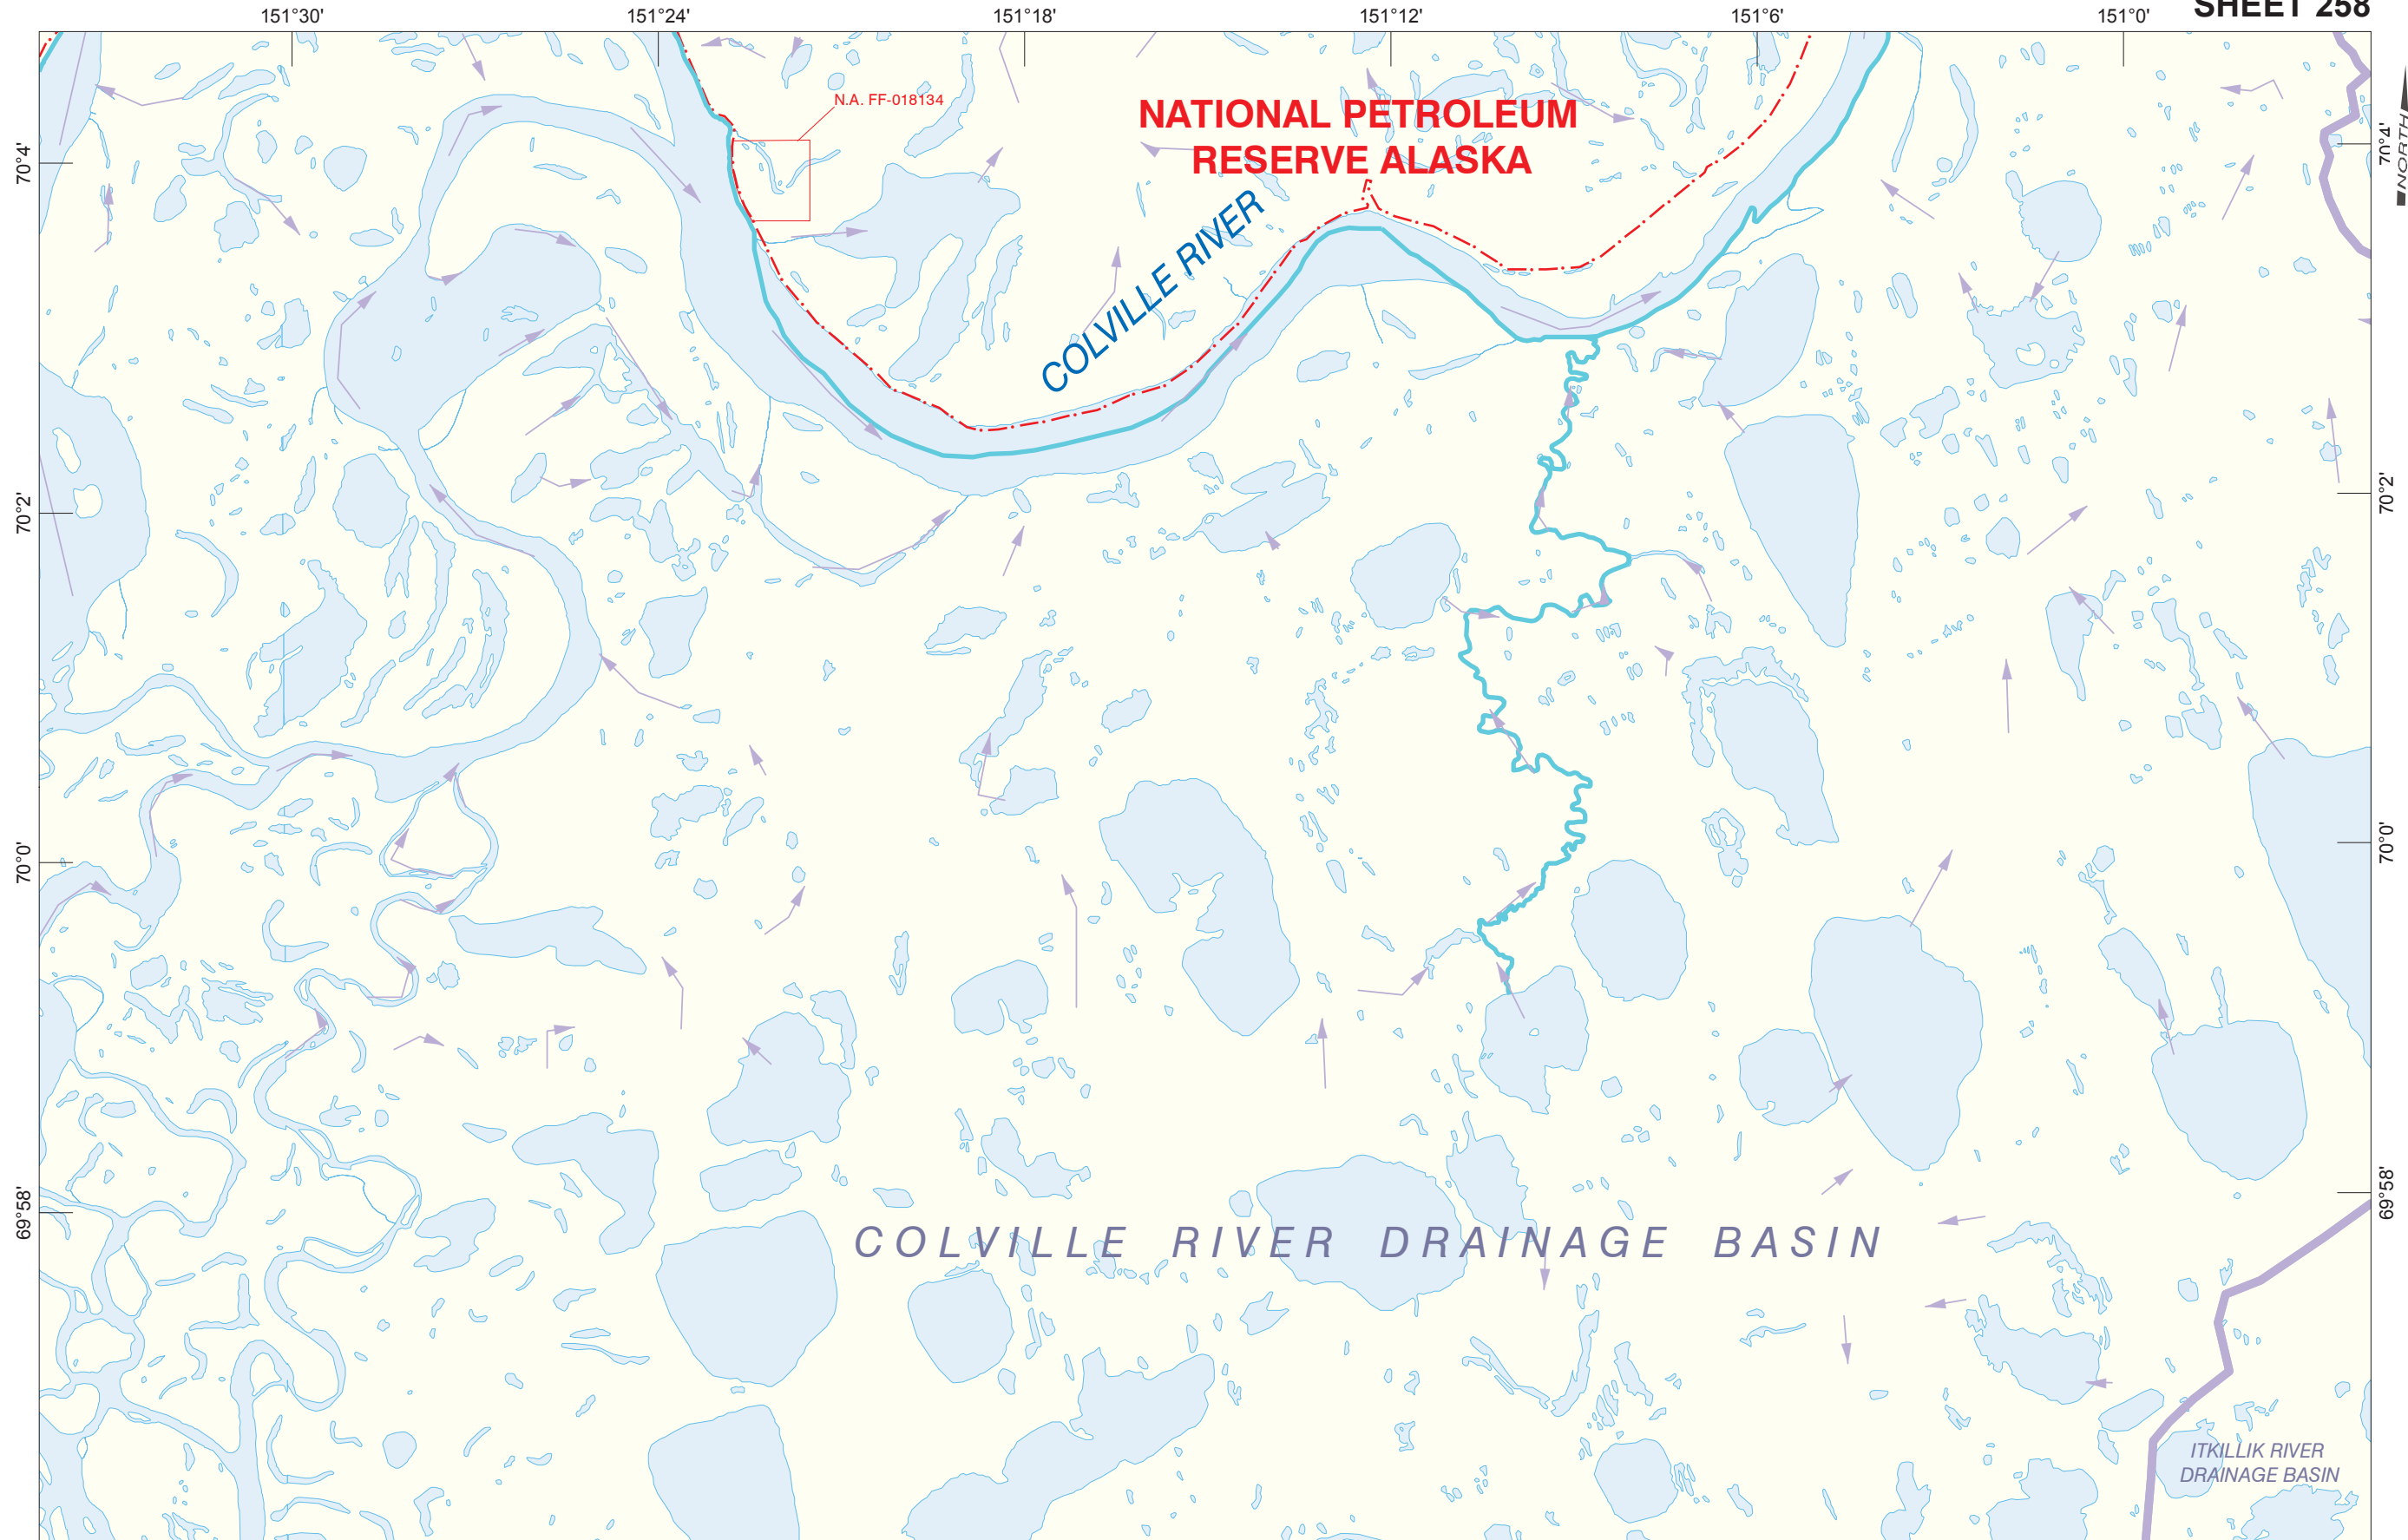 SHEET 258
151°30' 151°24' 151°18' 151°12' 151°6' 151°0'
N.A. FF-018134
NATIONAL PETROLEUM
RESERVE ALASKA
70°4' 70°4'
NORTH
COLVILLE RIVER
70°2' 70°2'
70°0' 70°0'
69°58' 69°58'
COLVILLE RIVER DRAINAGE BASIN
ITKILLIK RIVER
DRAINAGE BASIN